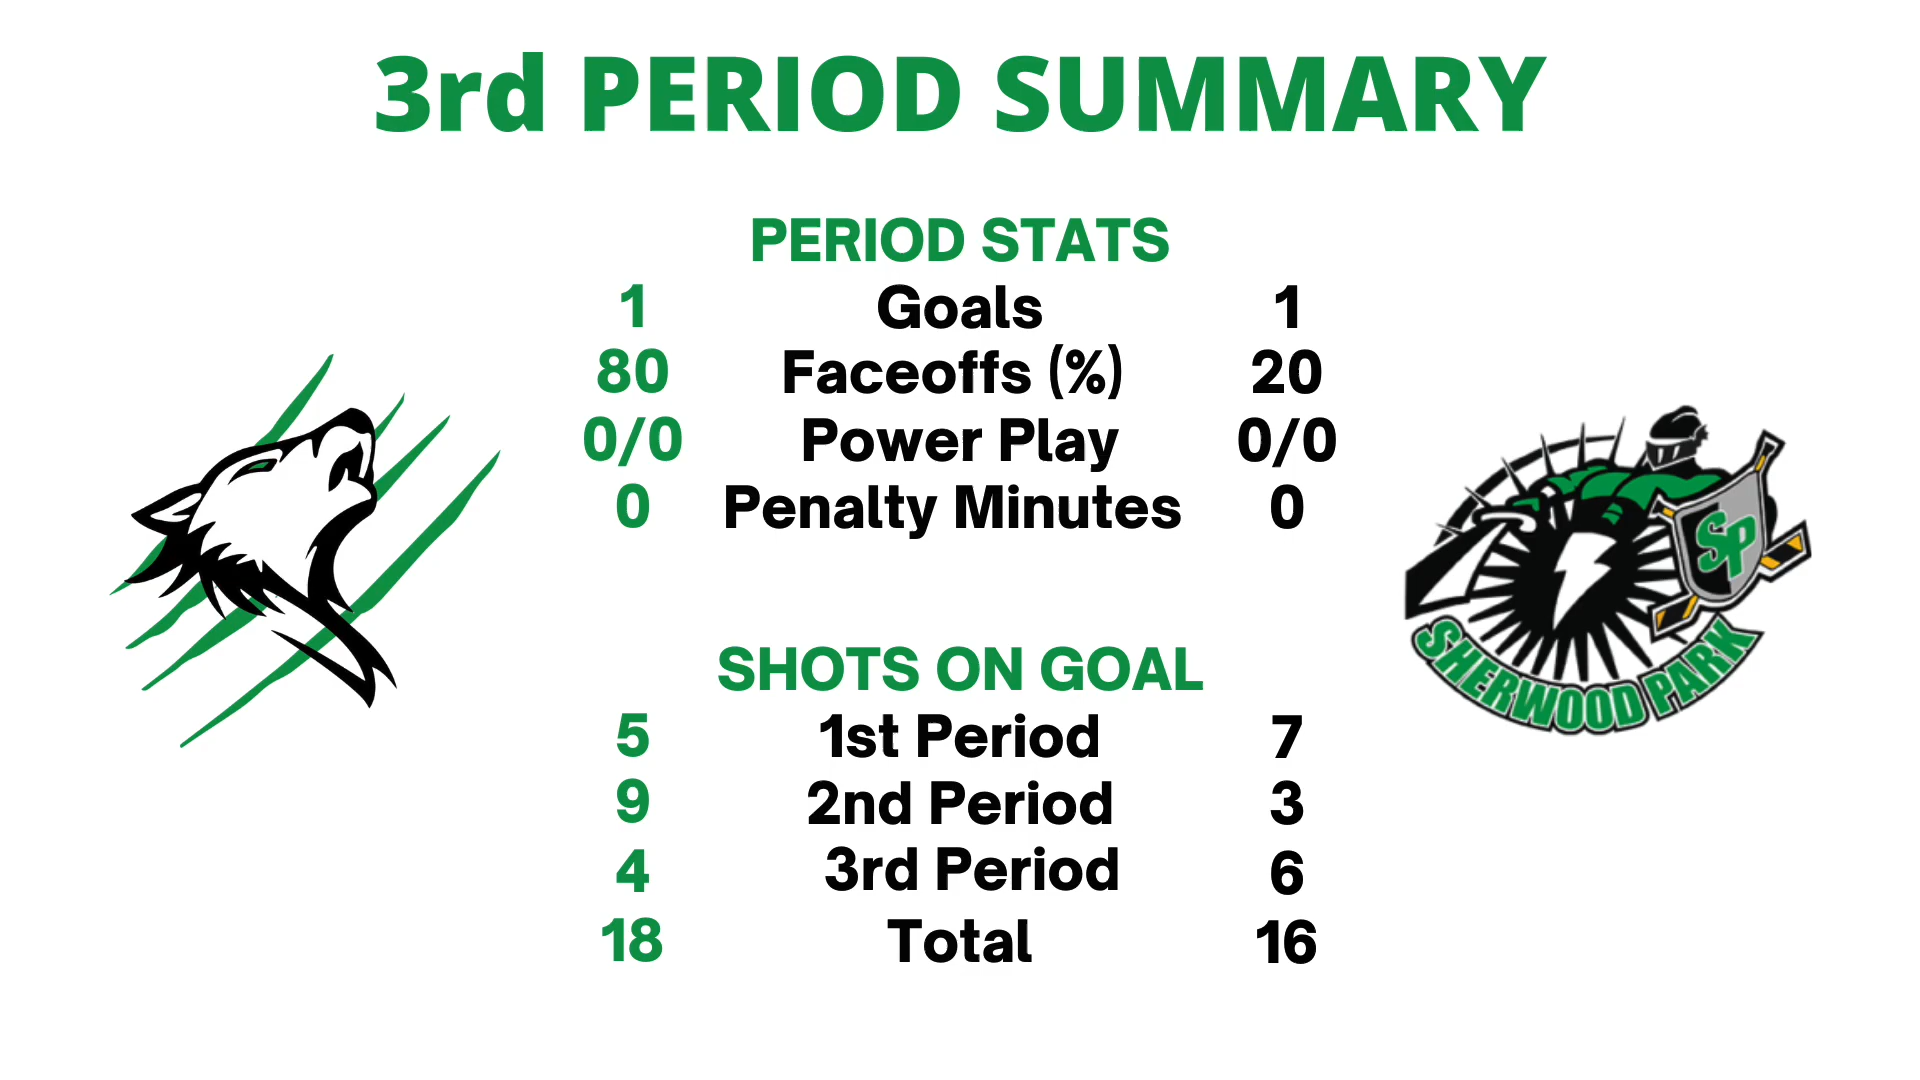 3rd PERIOD SUMMARY
PERIOD STATS
1 Goals 1
80 Faceoffs (%) 20
0/0 Power Play 0/0
0 Penalty Minutes 0
SP
SHERWOOD PARK
SHOTS ON GOAL
5 1st Period 7
9 2nd Period 3
4 3rd Period 6
18 Total 16